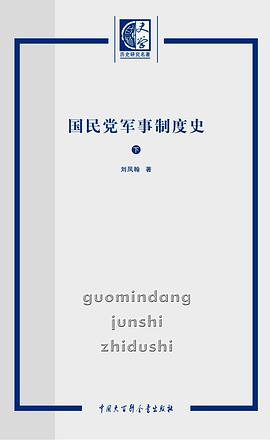 史学
历史研究名著
国民党军事制度史
下
刘凤翰 著
guomindang
junshi
zhidushi
中国大百科全书出版社